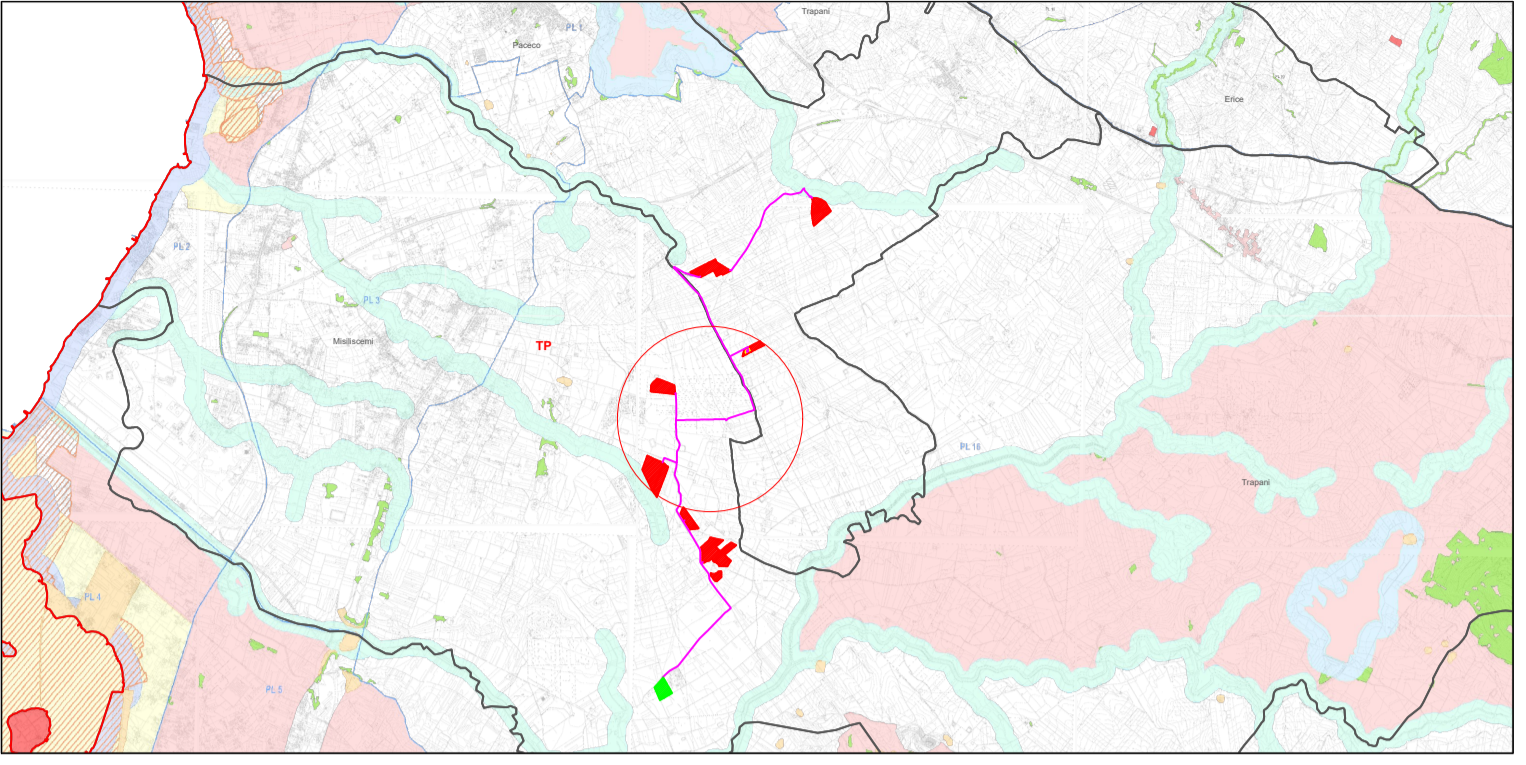 Trapani
PL 1
Paceco
Erice
PL 2
PL 3
Misiliscemi
TP
PL 16
Trapani
PL 4
PL 5